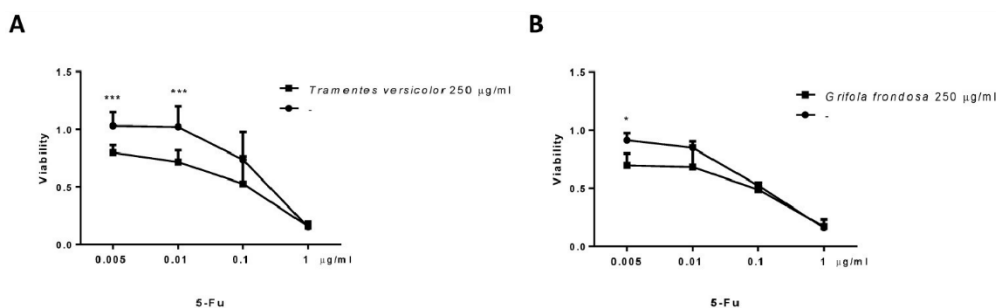 A
1.5
1.0
0.5
0.0
Viability
*** ***
Tramentes versicolor 250 μg/ml
-
0.005 0.01 0.1 1 μg/ml
5-Fu
B
1.5
1.0
0.5
0.0
Viability
*
Grifola frondosa 250 μg/ml
-
0.005 0.01 0.1 1 μg/ml
5-Fu